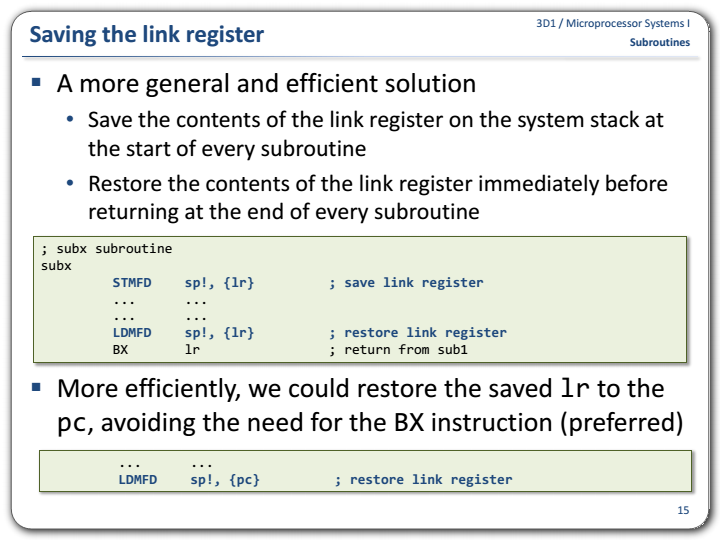 Saving the link register
3D1 / Microprocessor Systems I
Subroutines
▪ A more general and efficient solution
• Save the contents of the link register on the system stack at
the start of every subroutine
• Restore the contents of the link register immediately before
returning at the end of every subroutine
; subx subroutine
subx
STMFD sp!, {lr} ; save link register
... ...
... ...
LDMFD sp!, {lr} ; restore link register
BX lr ; return from sub1
▪ More efficiently, we could restore the saved lr to the
pc, avoiding the need for the BX instruction (preferred)
... ...
LDMFD sp!, {pc} ; restore link register
15